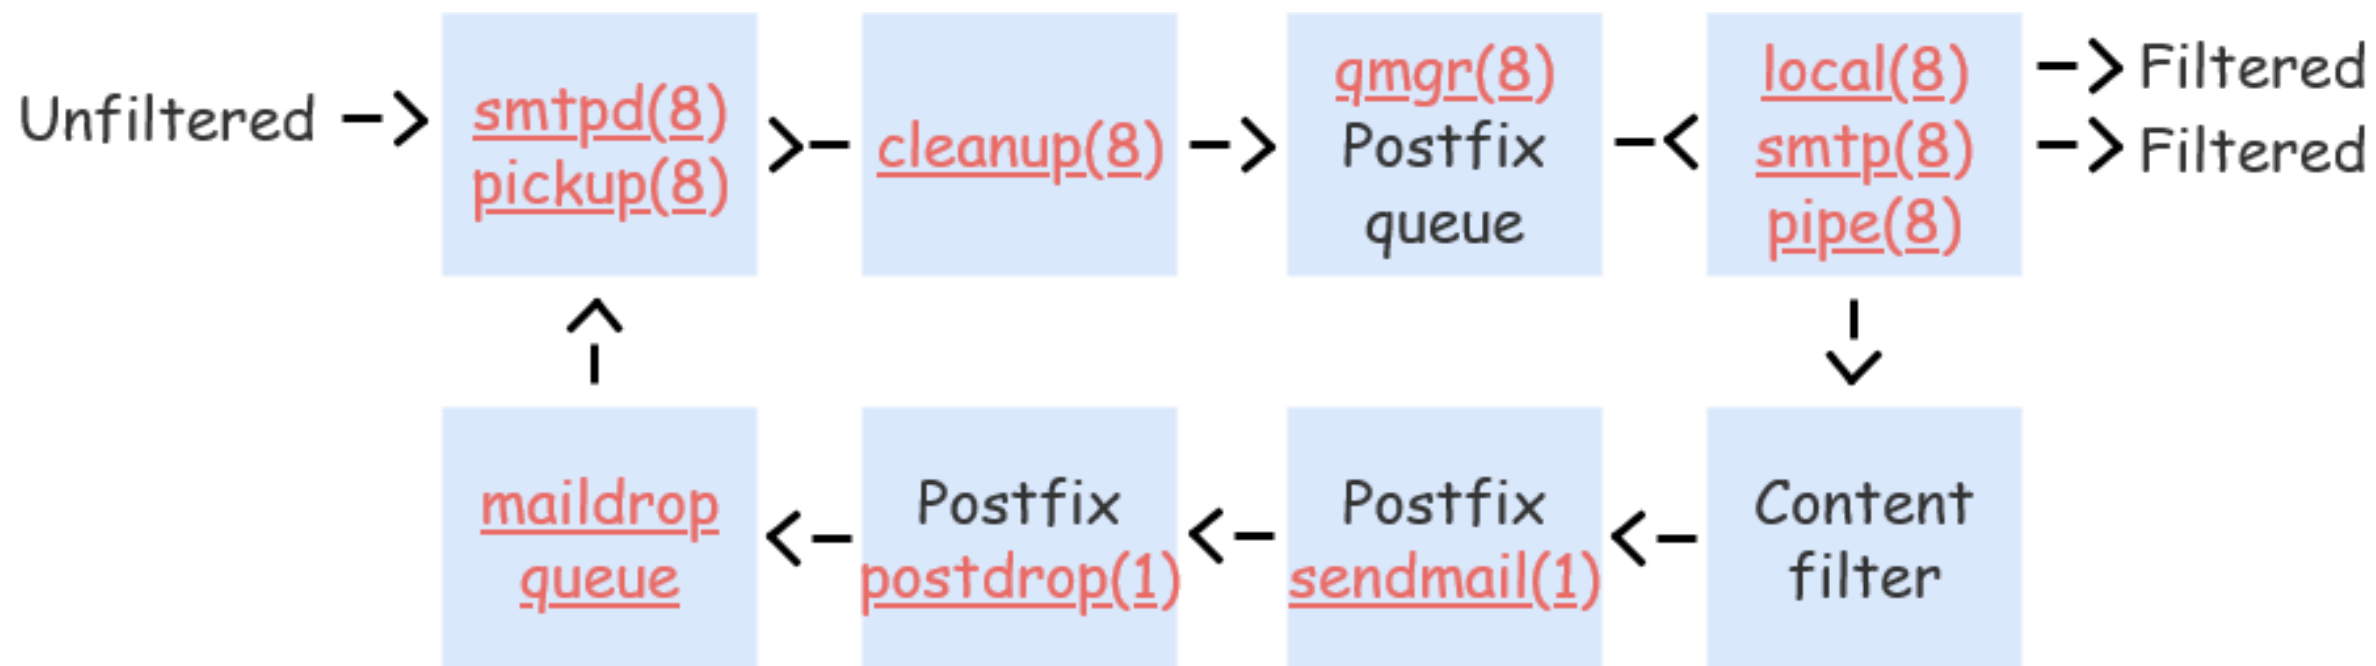 Unfiltered
smtpd(8)
pickup(8)
cleanup(8)
qmgr(8)
Postfix
queue
local(8)
smtp(8)
pipe(8)
Filtered
Filtered
maildrop
queue
Postfix
postdrop(1)
Postfix
sendmail(1)
Content
filter